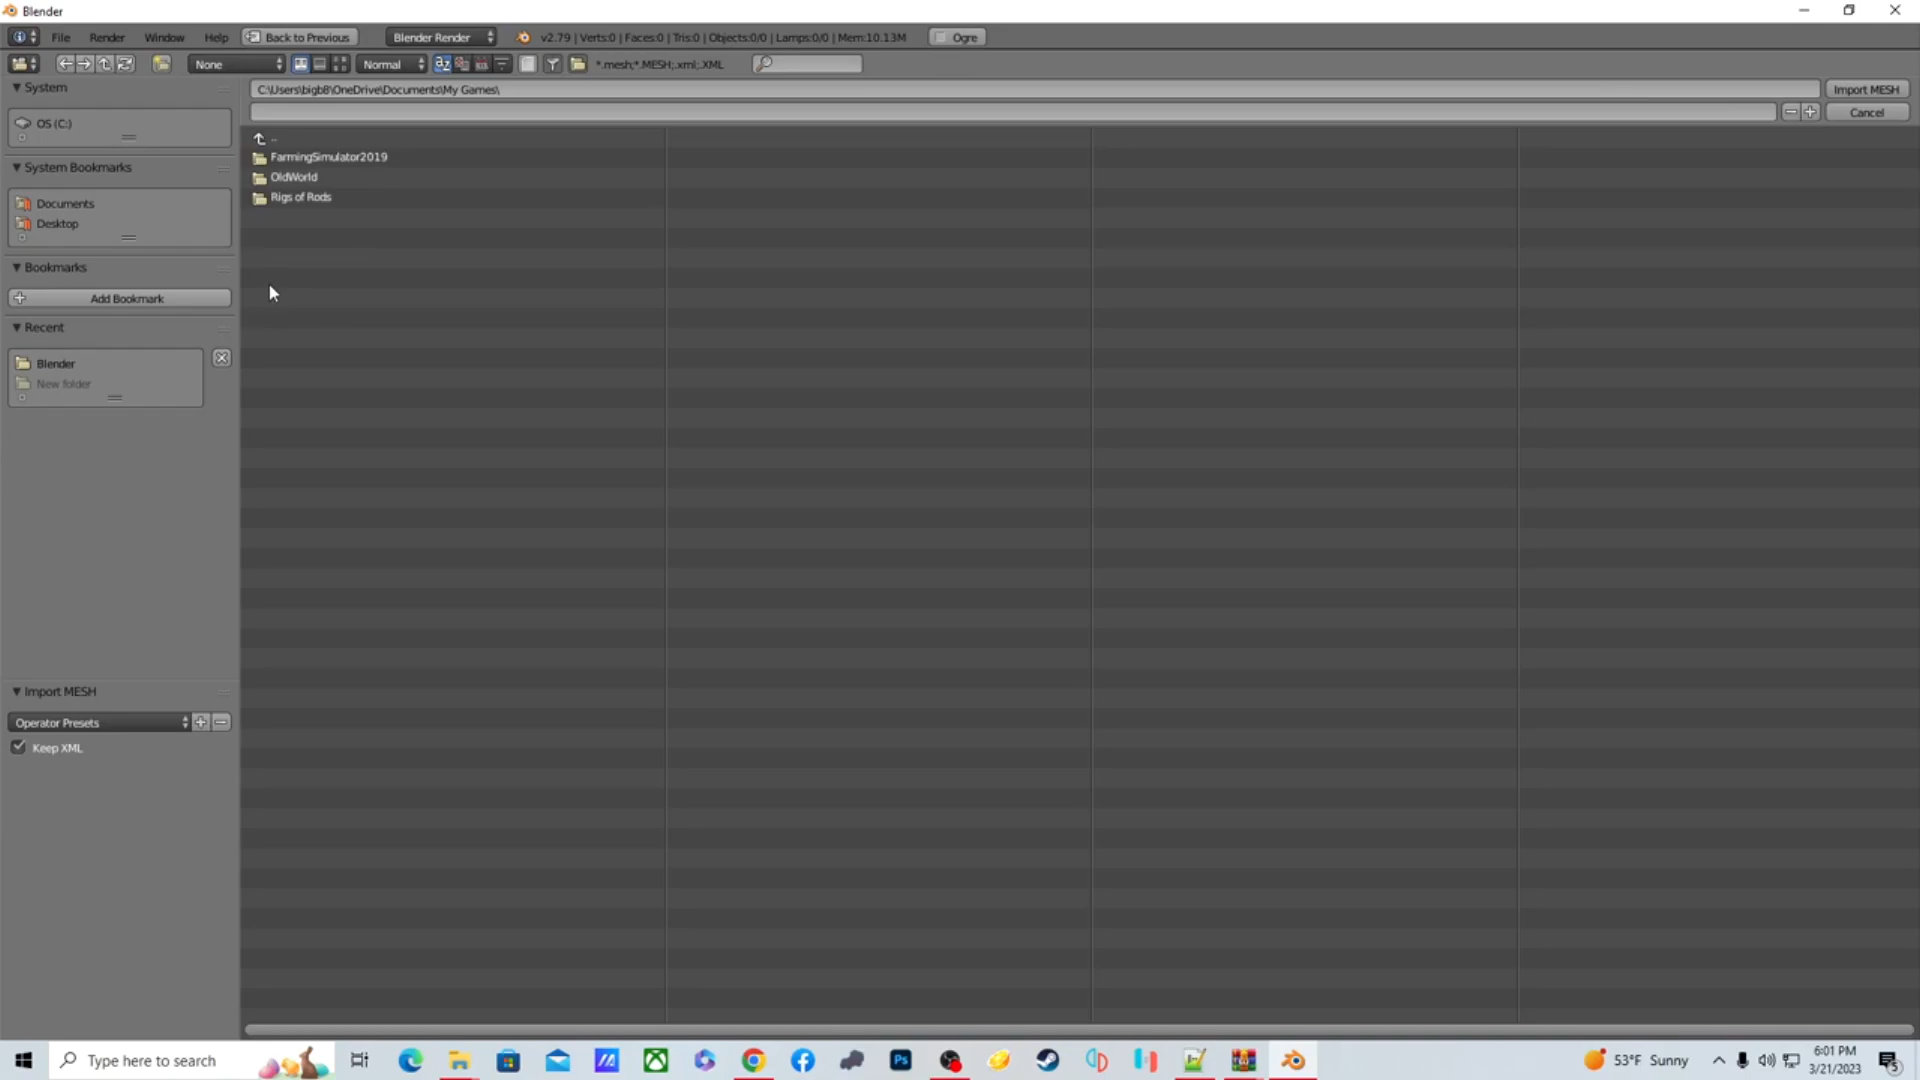 Blender
File Render Window Help Back to Previous Blender Render v2.79 | Verts:0 | Faces:0 | Tris:0 | Objects:0/0 | Lamps:0/0 | Mem:10.13M Ogre
None Normal *.mesh;*.MESH;.xml;.XML
System
C:\Users\bigb8\OneDrive\Documents\My Games\ Import MESH
Cancel
OS (C:)
..
FarmingSimulator2019
System Bookmarks
OldWorld
Documents
Rigs of Rods
Desktop
Bookmarks
Add Bookmark
Recent
Blender
New folder
Import MESH
Operator Presets
Keep XML
Type here to search
Ps
53°F Sunny
6:01 PM
3/21/2023
5